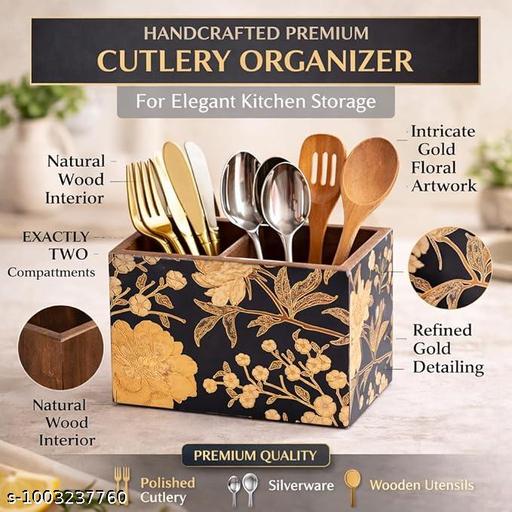 HANDCRAFTED PREMIUM
CUTLERY ORGANIZER
For Elegant Kitchen Storage
Natural
Wood
Interior
EXACTLY
TWO
Compattments
Natural
Wood
Interior
Intricate
Gold
Floral
Artwork
Refined
Gold
Detailing
PREMIUM QUALITY
Polished
Cutlery
Silverware
Wooden Utensils
s-1003237760